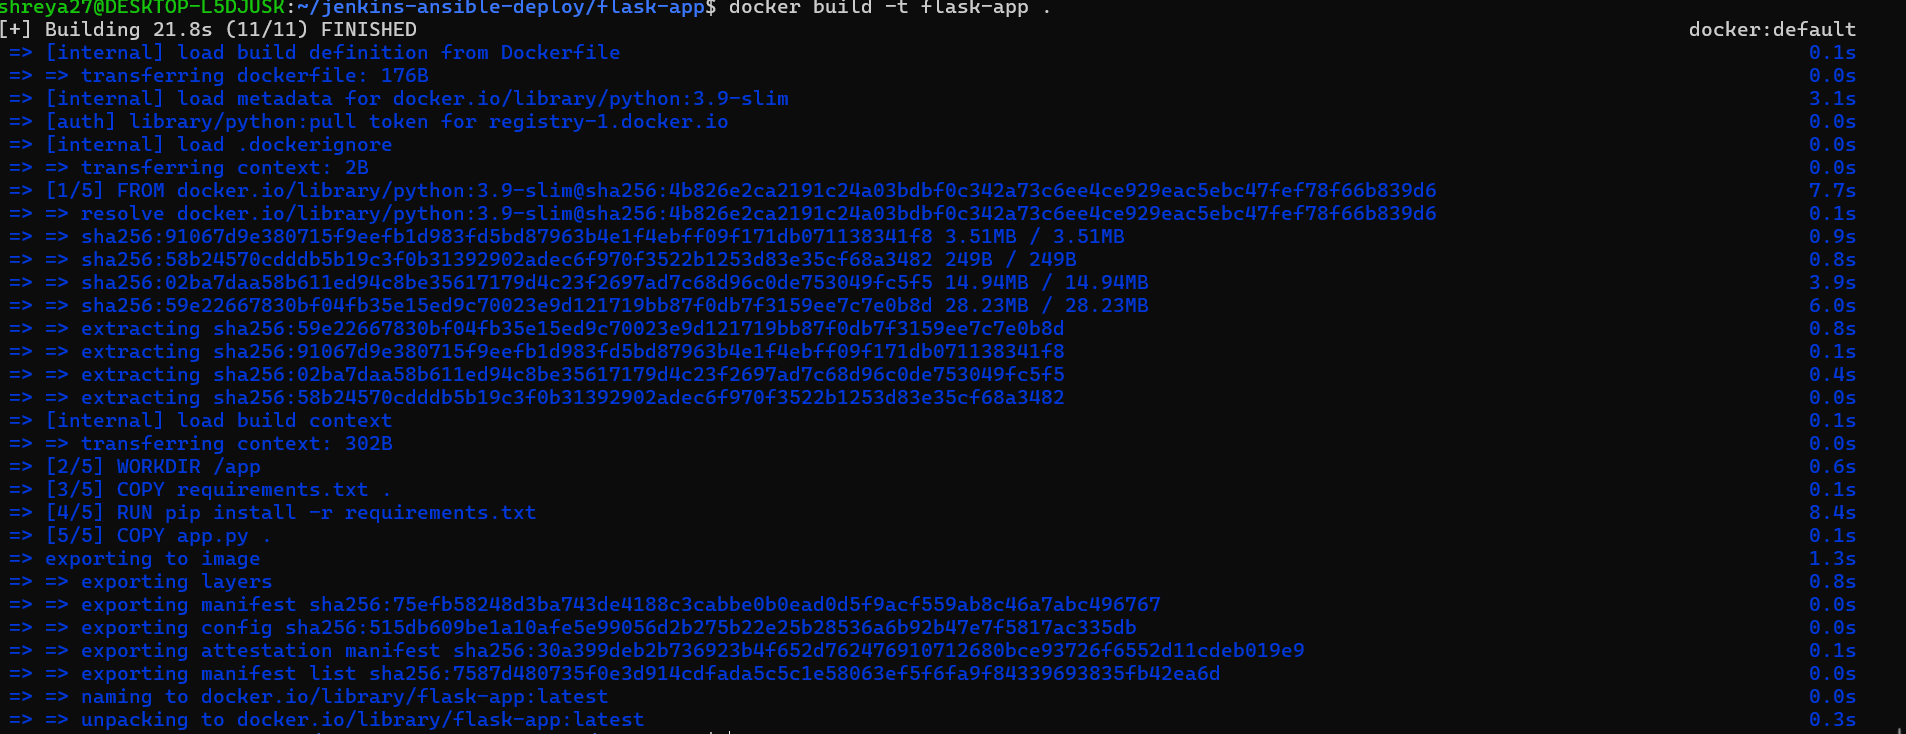 shreya27@DESKTOP-L5DJUSK:~/jenkins-ansible-deploy/flask-app$ docker build -t flask-app .
[+] Building 21.8s (11/11) FINISHED docker:default
=> [internal] load build definition from Dockerfile 0.1s
=> => transferring dockerfile: 176B 0.0s
=> [internal] load metadata for docker.io/library/python:3.9-slim 3.1s
=> [auth] library/python:pull token for registry-1.docker.io 0.0s
=> [internal] load .dockerignore 0.0s
=> => transferring context: 2B 0.0s
=> [1/5] FROM docker.io/library/python:3.9-slim@sha256:4b826e2ca2191c24a03bdbf0c342a73c6ee4ce929eac5ebc47fef78f66b839d6 7.7s
=> => resolve docker.io/library/python:3.9-slim@sha256:4b826e2ca2191c24a03bdbf0c342a73c6ee4ce929eac5ebc47fef78f66b839d6 0.1s
=> => sha256:91067d9e380715f9eefb1d983fd5bd87963b4e1f4ebff09f171db071138341f8 3.51MB / 3.51MB 0.9s
=> => sha256:58b24570cdddb5b19c3f0b31392902adec6f970f3522b1253d83e35cf68a3482 249B / 249B 0.8s
=> => sha256:02ba7daa58b611ed94c8be35617179d4c23f2697ad7c68d96c0de753049fc5f5 14.94MB / 14.94MB 3.9s
=> => sha256:59e22667830bf04fb35e15ed9c70023e9d121719bb87f0db7f3159ee7c7e0b8d 28.23MB / 28.23MB 6.0s
=> => extracting sha256:59e22667830bf04fb35e15ed9c70023e9d121719bb87f0db7f3159ee7c7e0b8d 0.8s
=> => extracting sha256:91067d9e380715f9eefb1d983fd5bd87963b4e1f4ebff09f171db071138341f8 0.1s
=> => extracting sha256:02ba7daa58b611ed94c8be35617179d4c23f2697ad7c68d96c0de753049fc5f5 0.4s
=> => extracting sha256:58b24570cdddb5b19c3f0b31392902adec6f970f3522b1253d83e35cf68a3482 0.0s
=> [internal] load build context 0.1s
=> => transferring context: 302B 0.0s
=> [2/5] WORKDIR /app 0.6s
=> [3/5] COPY requirements.txt . 0.1s
=> [4/5] RUN pip install -r requirements.txt 8.4s
=> [5/5] COPY app.py . 0.1s
=> exporting to image 1.3s
=> => exporting layers 0.8s
=> => exporting manifest sha256:75efb58248d3ba743de4188c3cabbe0b0ead0d5f9acf559ab8c46a7abc496767 0.0s
=> => exporting config sha256:515db609be1a10afe5e99056d2b275b22e25b28536a6b92b47e7f5817ac335db 0.0s
=> => exporting attestation manifest sha256:30a399deb2b736923b4f652d762476910712680bce93726f6552d11cdeb019e9 0.1s
=> => exporting manifest list sha256:7587d480735f0e3d914cdfada5c5c1e58063ef5f6fa9f84339693835fb42ea6d 0.0s
=> => naming to docker.io/library/flask-app:latest 0.0s
=> => unpacking to docker.io/library/flask-app:latest 0.3s